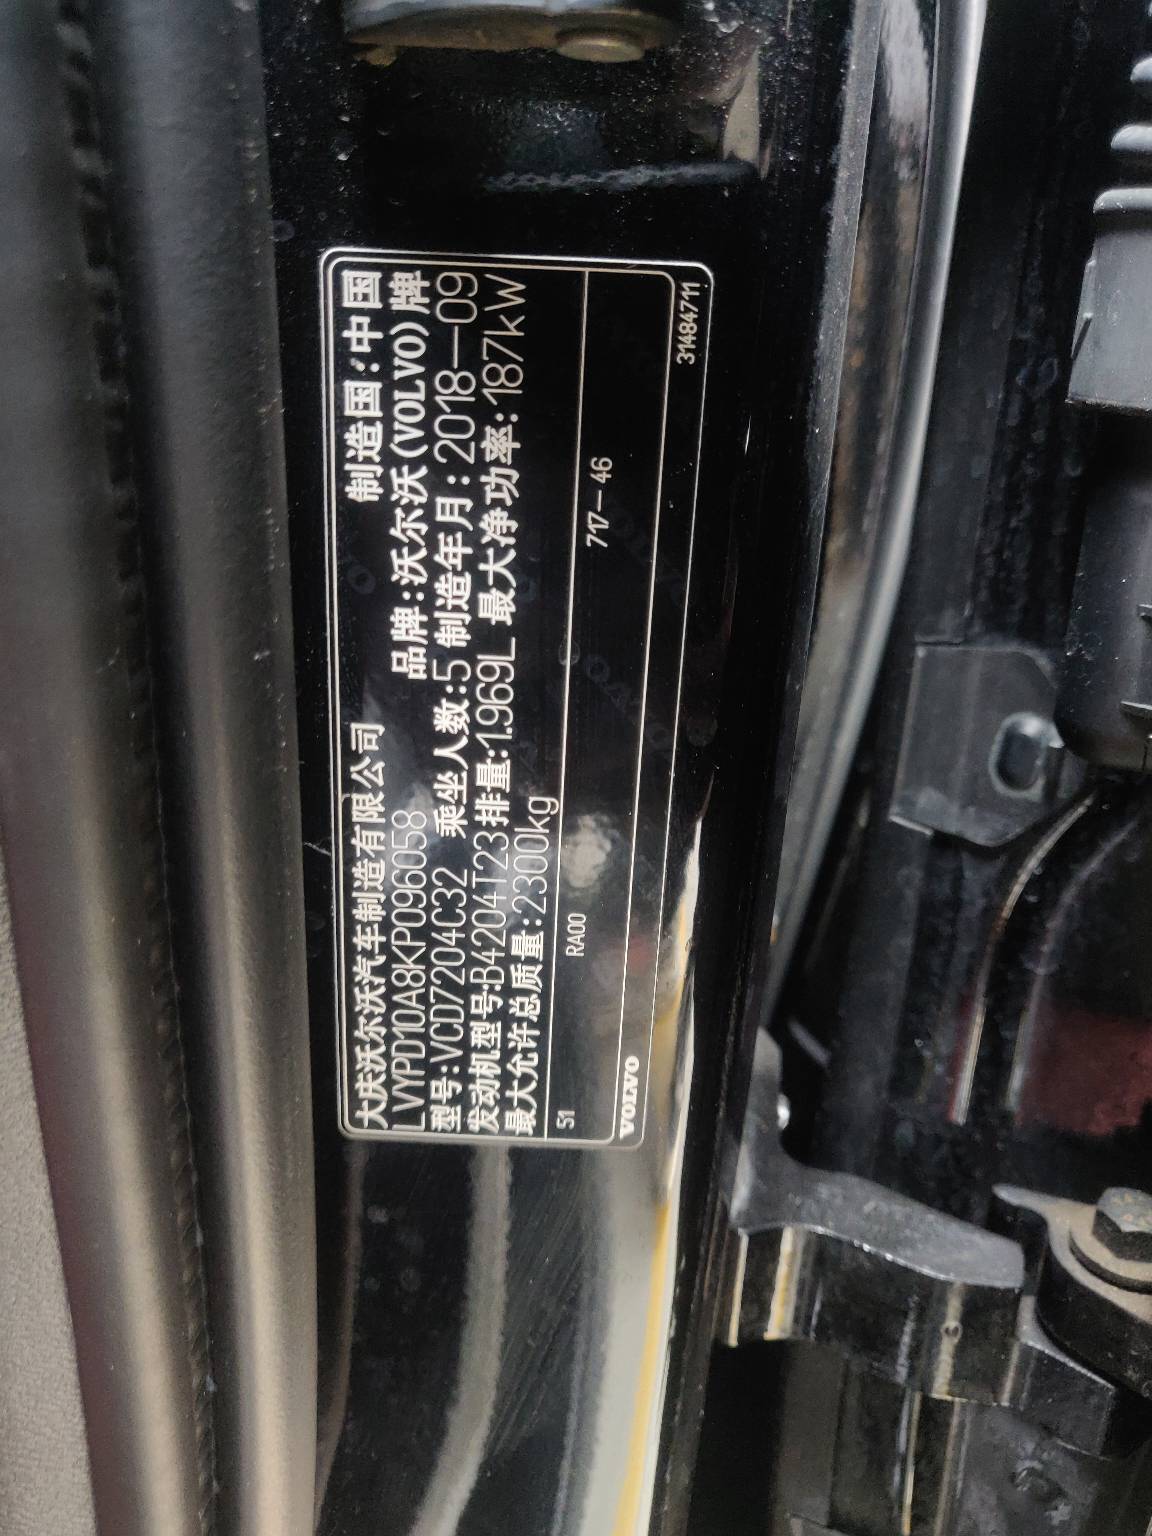 大庆沃尔沃汽车制造有限公司 制造国:中国
LVYPD10A8KP096058 品牌:沃尔沃(VOLVO)牌
型号:VCD7204C32 乘坐人数:5 制造年月:2018-09
发动机型号:B4204T23 排量:1.969L 最大净功率:187kW
最大允许总质量:2300kg
51 RA00 717-46
VOLVO 31484711